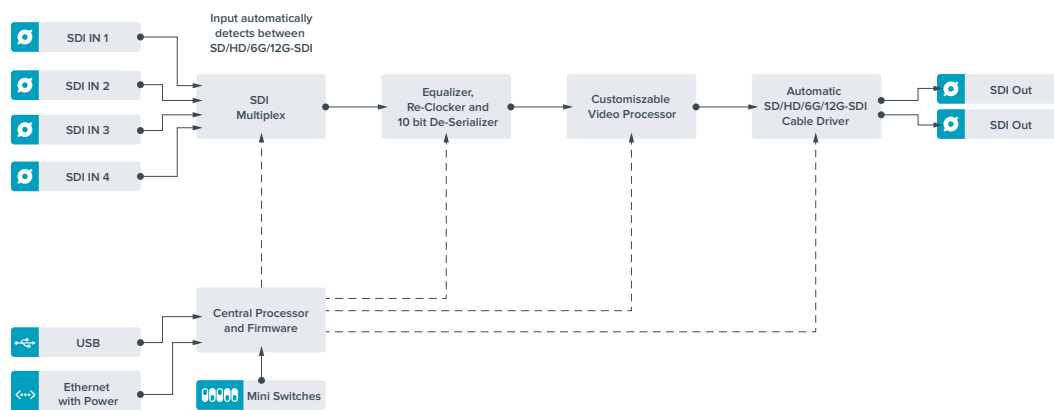 Input automatically
detects between
SD/HD/6G/12G-SDI
SDI IN 1
SDI IN 2
SDI IN 3
SDI IN 4
SDI
Multiplex
Equalizer,
Re-Clocker and
10 bit De-Serializer
Customiszable
Video Processor
Automatic
SD/HD/6G/12G-SDI
Cable Driver
SDI Out
SDI Out
Central Processor
and Firmware
USB
Ethernet
with Power
Mini Switches